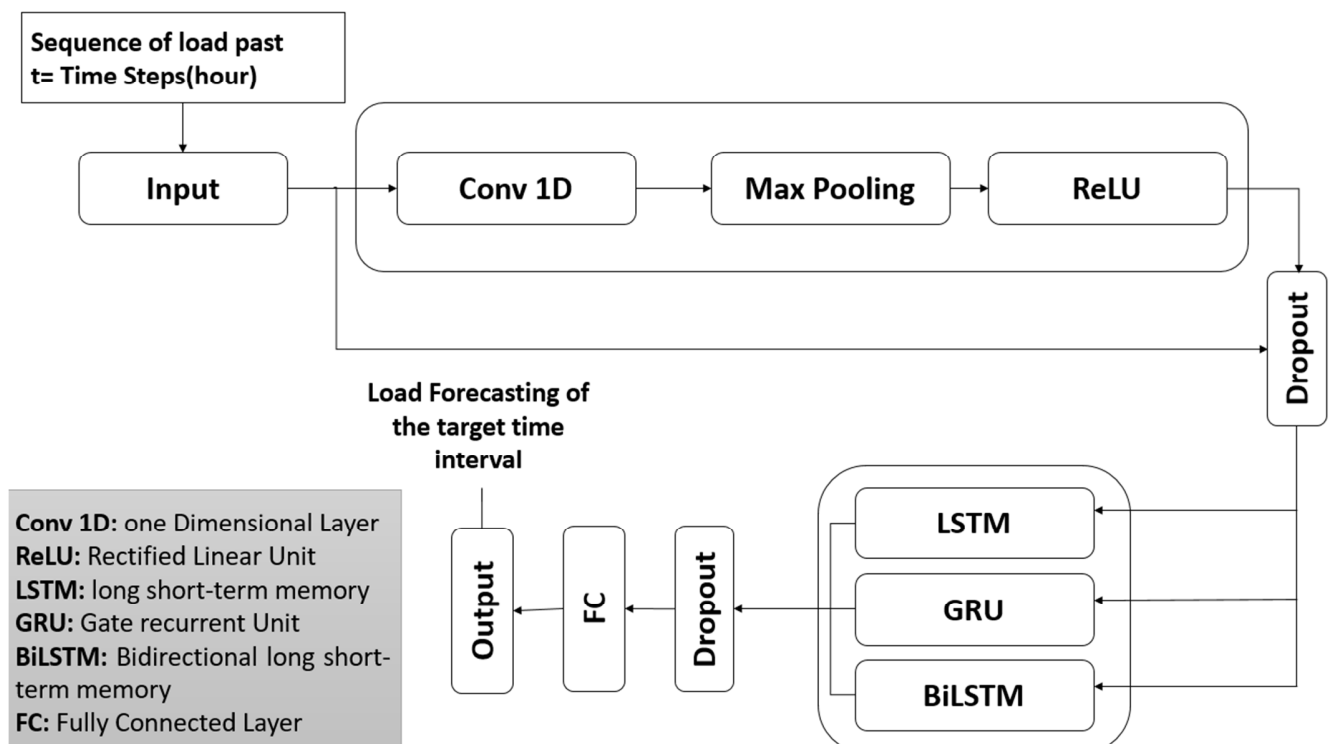 Sequence of load past
t= Time Steps(hour)
Input
Conv 1D
Max Pooling
ReLU
Dropout
Load Forecasting of
the target time
interval
LSTM
GRU
BiLSTM
Dropout
FC
Output
Conv 1D: one Dimensional Layer
ReLU: Rectified Linear Unit
LSTM: long short-term memory
GRU: Gate recurrent Unit
BiLSTM: Bidirectional long short-
term memory
FC: Fully Connected Layer